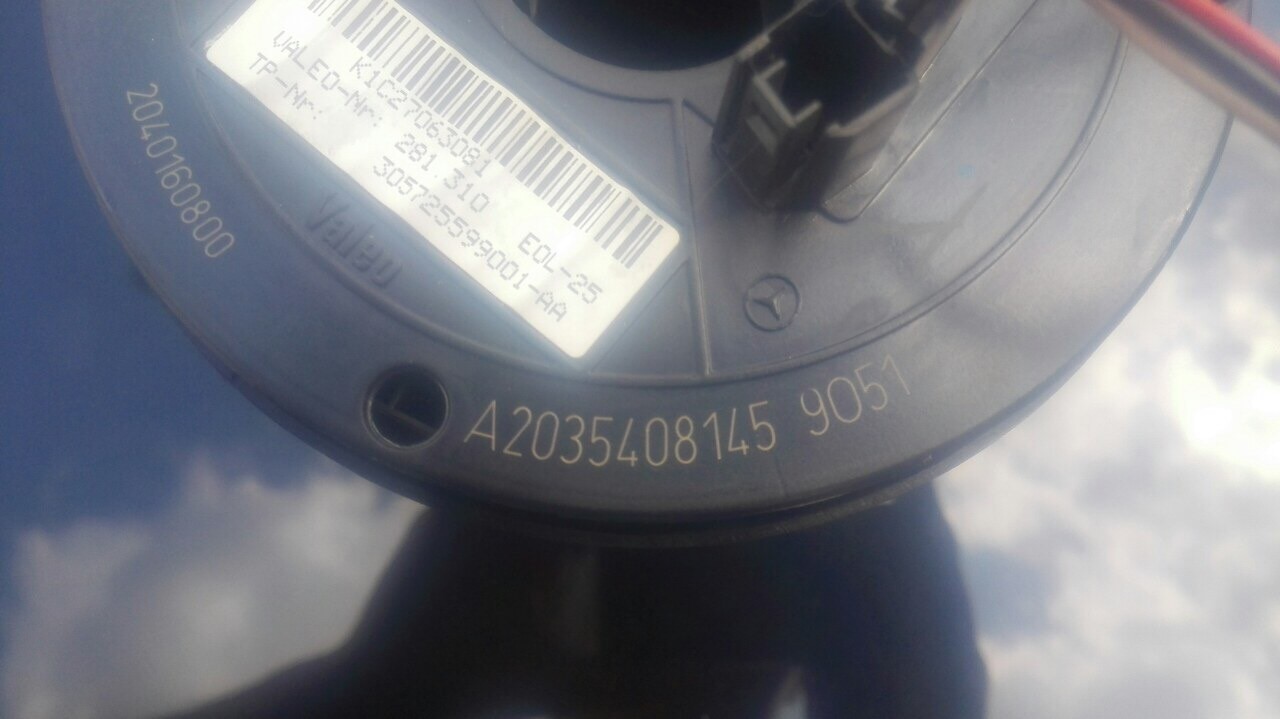 K1C27063081 EOL-25
VALEO-Nr: 281.310
TP-Nr: 305725599001-AA
2040160800
Valeo
A2035408145 9051